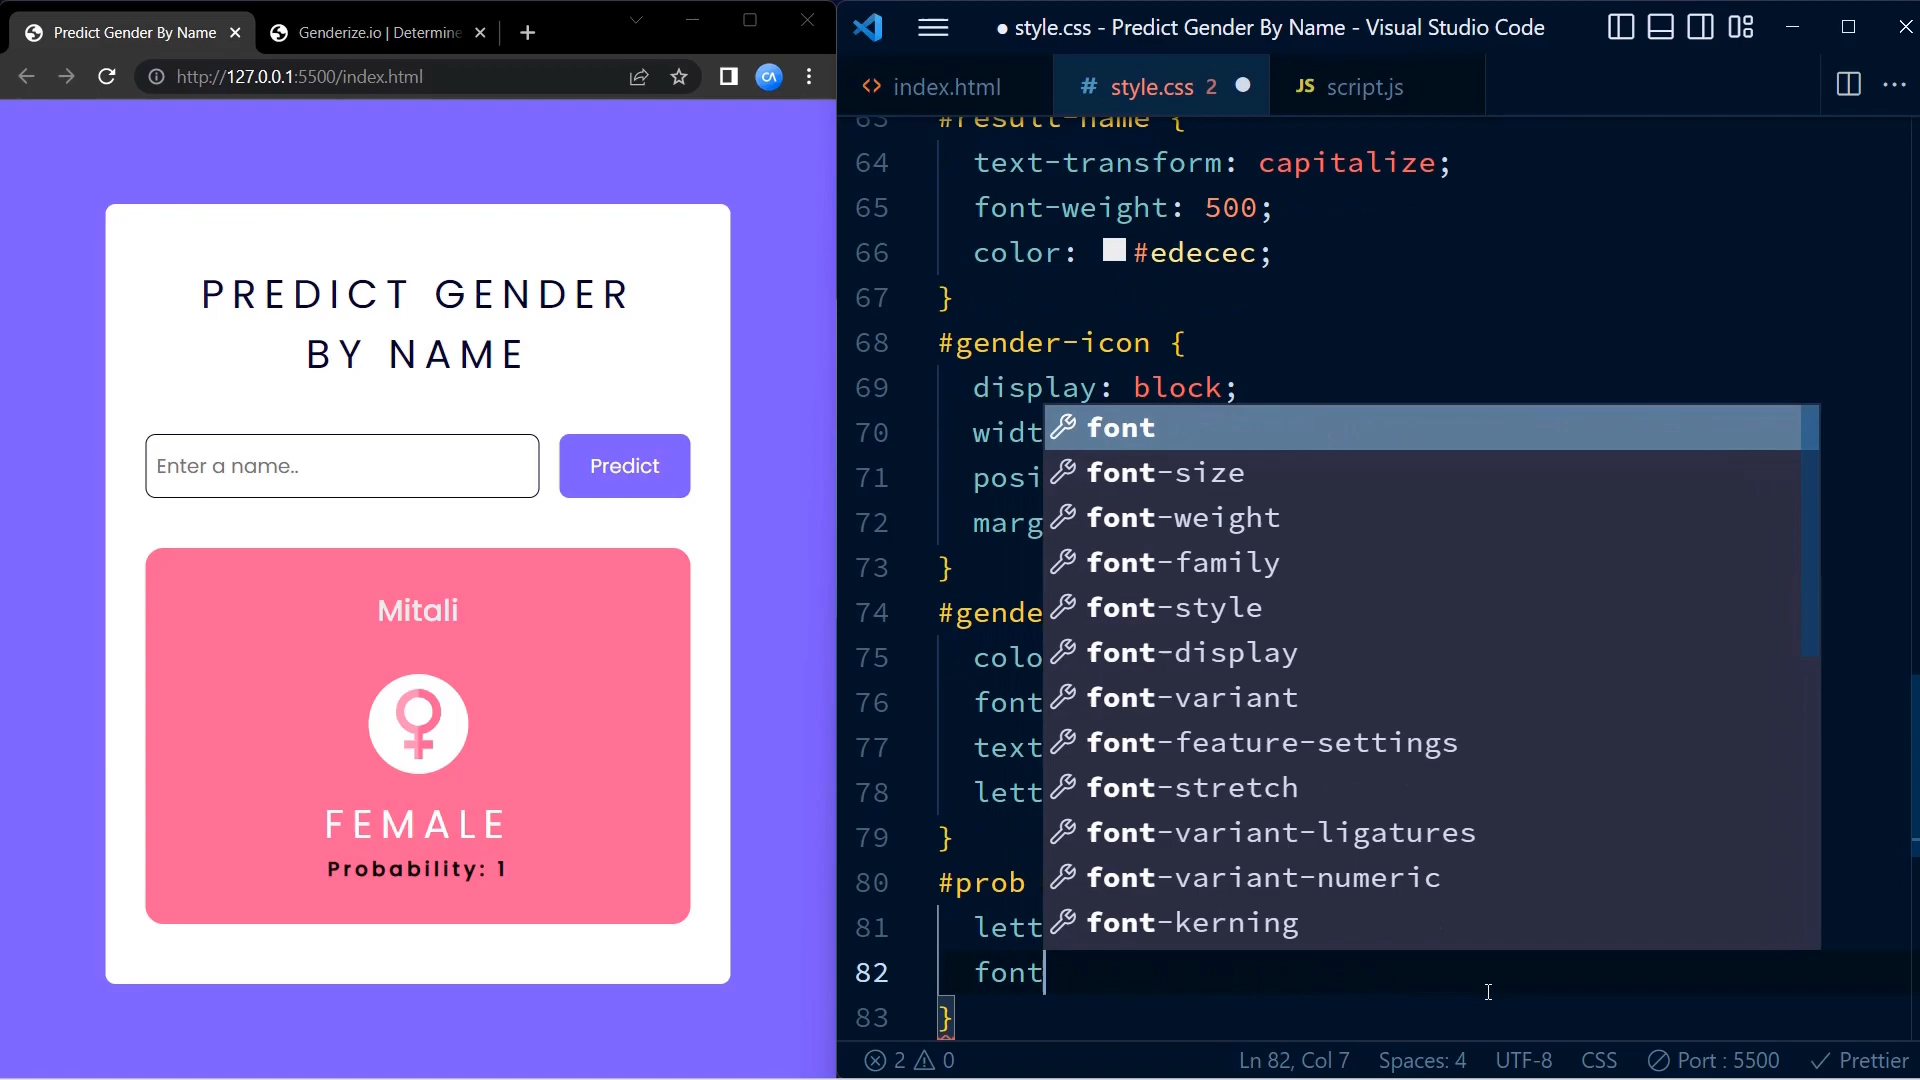 Predict Gender By Name
Genderize.io | Determine
http://127.0.0.1:5500/index.html
CA
PREDICT GENDER
BY NAME
Enter a name..
Predict
Mitali
FEMALE
Probability: 1
● style.css - Predict Gender By Name - Visual Studio Code
<> index.html
# style.css 2 ●
JS script.js
63 #result-name {
64 text-transform: capitalize;
65 font-weight: 500;
66 color: #edecec;
67 }
68 #gender-icon {
69 display: block;
70 widt
71 posi
72 marg
73 }
74 #gende
75 colo
76 font
77 text
78 lett
79 }
80 #prob
81 lett
82 font
83 }
font
font-size
font-weight
font-family
font-style
font-display
font-variant
font-feature-settings
font-stretch
font-variant-ligatures
font-variant-numeric
font-kerning
2 0
Ln 82, Col 7
Spaces: 4
UTF-8
CSS
Port : 5500
Prettier